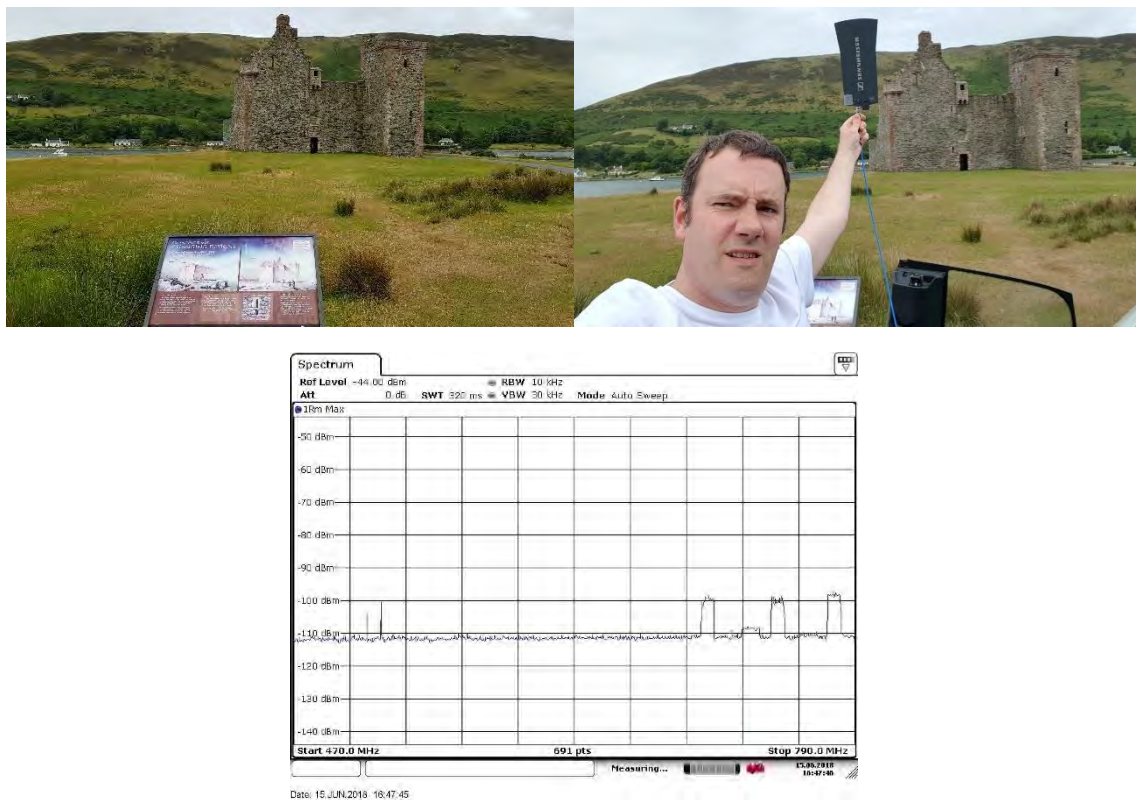 SENNHEISER
Spectrum
Ref Level -44.00 dBm RBW 10 kHz
Att 0 dB SWT 320 ms VBW 30 kHz Mode Auto Sweep
1Rm Max
-50 dBm
-60 dBm
-70 dBm
-80 dBm
-90 dBm
-100 dBm
-110 dBm
-120 dBm
-130 dBm
-140 dBm
Start 470.0 MHz 691 pts Stop 790.0 MHz
Measuring... 15.06.2018
16:47:46
Date: 15.JUN.2018 16:47:45